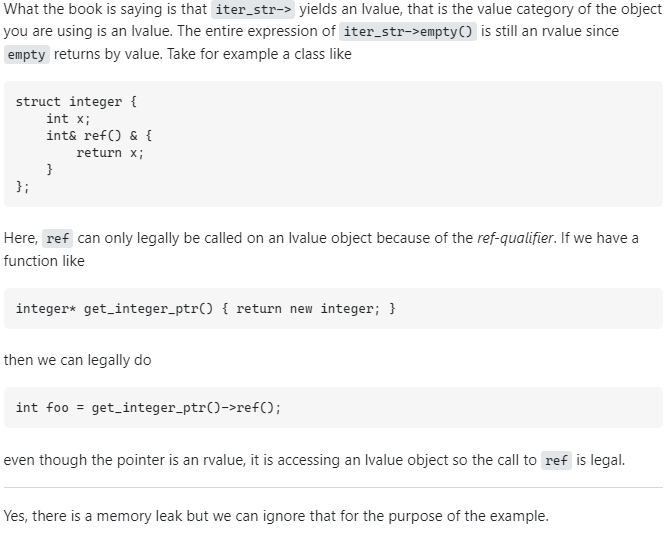 What the book is saying is that iter_str-> yields an lvalue, that is the value category of the object
you are using is an lvalue. The entire expression of iter_str->empty() is still an rvalue since
empty returns by value. Take for example a class like
struct integer {
    int x;
    int& ref() & {
        return x;
    }
};
Here, ref can only legally be called on an lvalue object because of the ref-qualifier. If we have a
function like
integer* get_integer_ptr() { return new integer; }
then we can legally do
int foo = get_integer_ptr()->ref();
even though the pointer is an rvalue, it is accessing an lvalue object so the call to ref is legal.
Yes, there is a memory leak but we can ignore that for the purpose of the example.